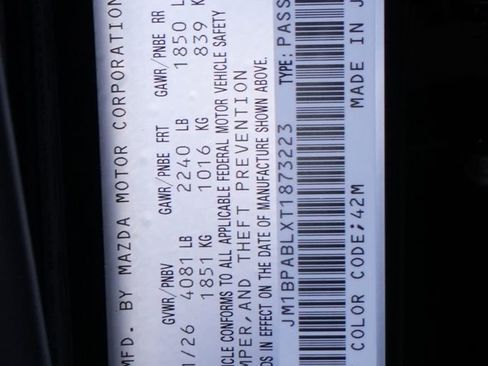 MFD. BY MAZDA MOTOR CORPORATION
GVWR/PNBV GAWR/PNBE FRT GAWR/PNBE RR
1/26 4081 LB 2240 LB 1850 L
1851 KG 1016 KG 839 KG
ICLE CONFORMS TO ALL APPLICABLE FEDERAL MOTOR VEHICLE SAFETY
MPER, AND THEFT PREVENTION
DS IN EFFECT ON THE DATE OF MANUFACTURE SHOWN ABOVE.
JM1BPABLXT1873223 TYPE: PASS
COLOR CODE: 42M MADE IN J